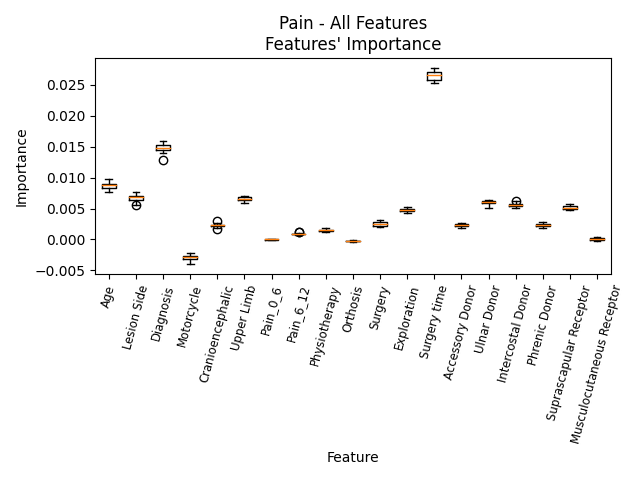 Pain - All Features
Features' Importance
Importance
0.025
0.020
0.015
0.010
0.005
0.000
−0.005
Age
Lesion Side
Diagnosis
Motorcycle
Cranioencephalic
Upper Limb
Pain_0_6
Pain_6_12
Physiotherapy
Orthosis
Surgery
Exploration
Surgery time
Accessory Donor
Ulnar Donor
Intercostal Donor
Phrenic Donor
Suprascapular Receptor
Musculocutaneous Receptor
Feature